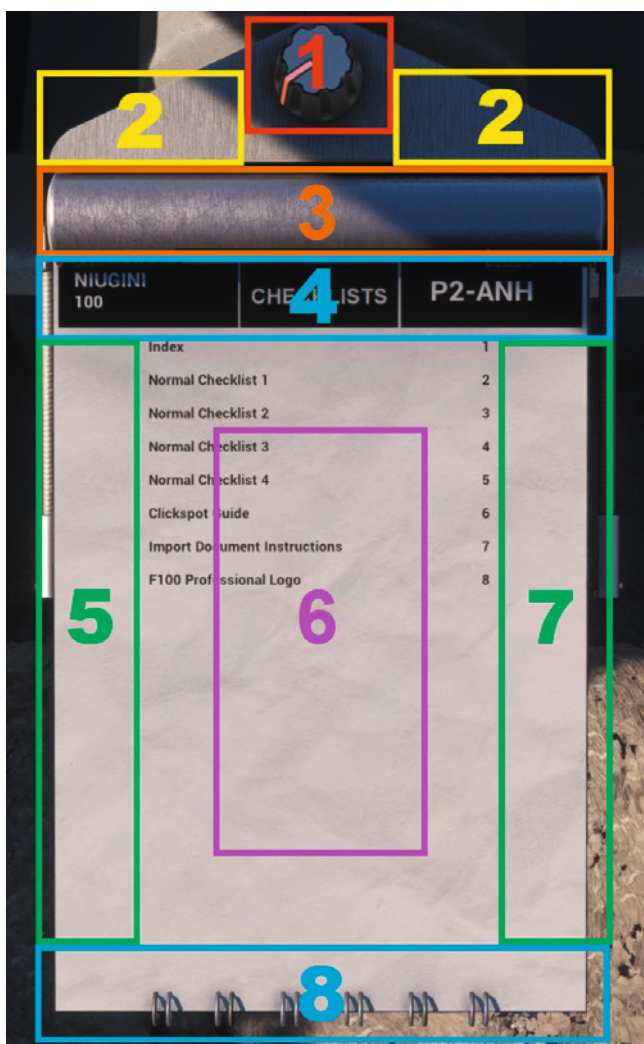 1
2 2
3
NIUGINI
100
CHECKLISTS
P2-ANH
4
Index 1
Normal Checklist 1 2
Normal Checklist 2 3
Normal Checklist 3 4
Normal Checklist 4 5
Clickspot Guide 6
Import Document Instructions 7
F100 Professional Logo 8
5 6 7
8